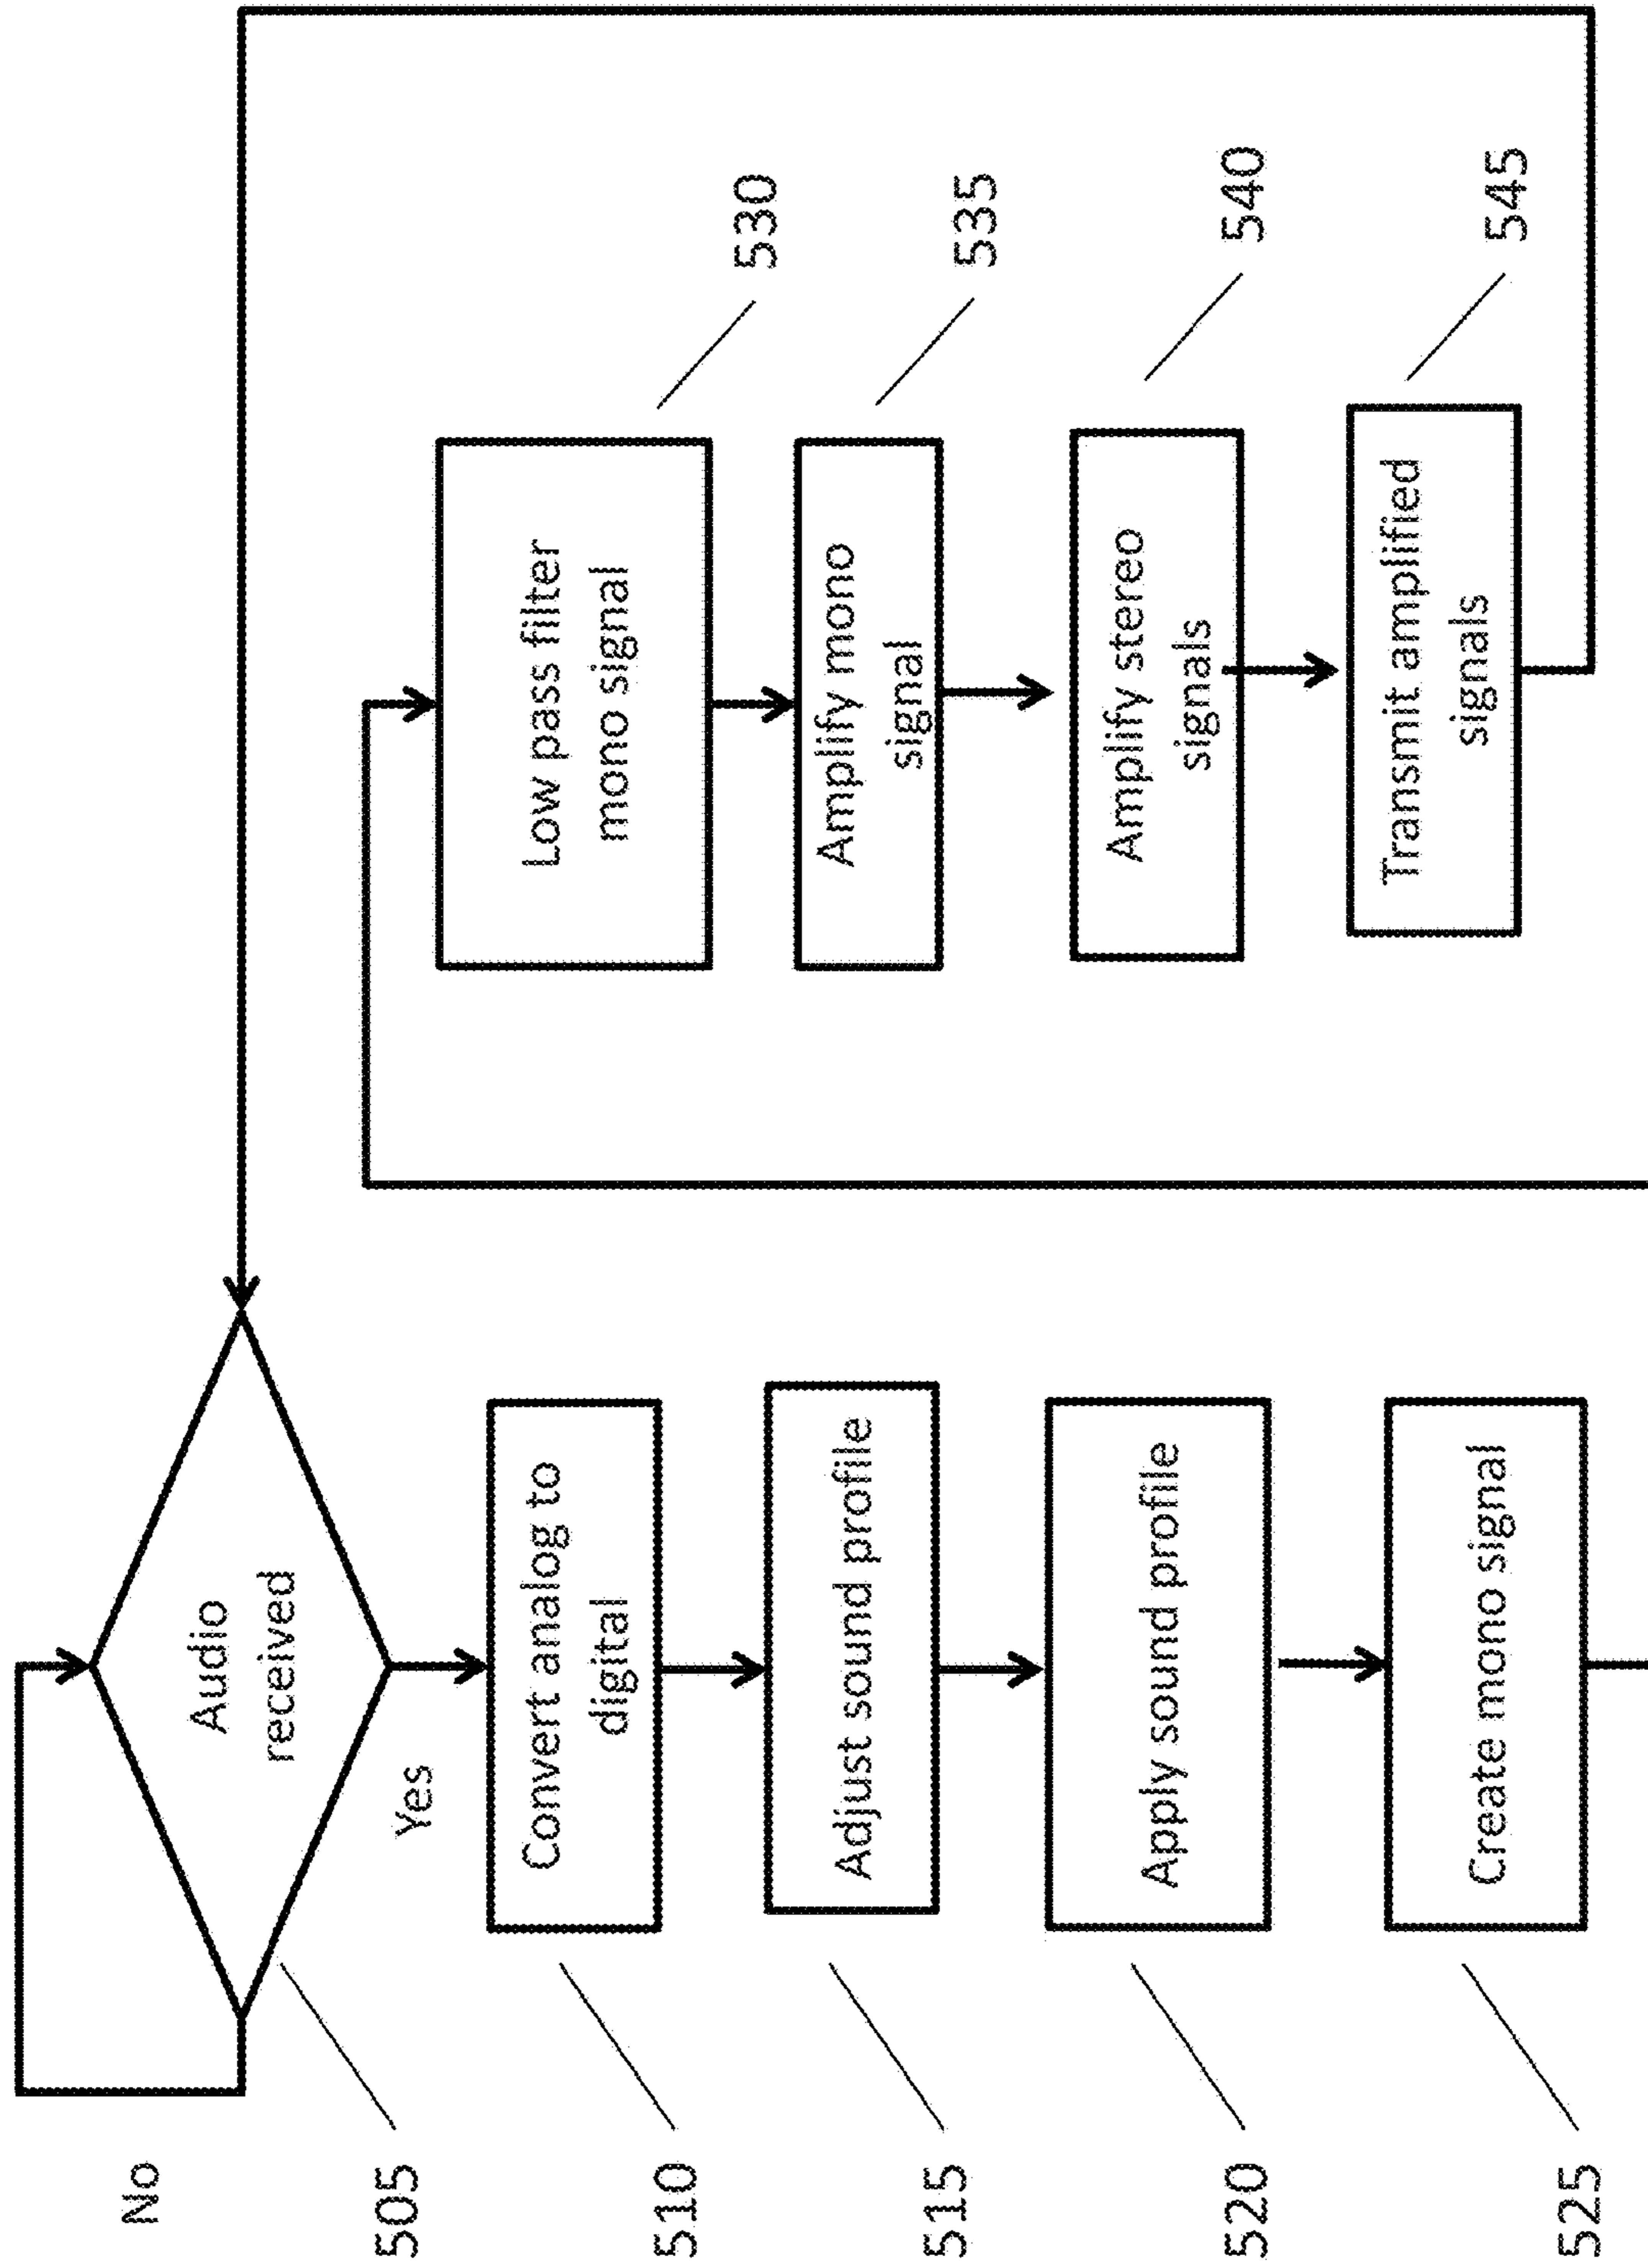 No
Audio
received
505
Yes
Convert analog to
digital
510
Adjust sound profile
515
Apply sound profile
520
Create mono signal
525
Low pass filter
mono signal
530
Amplify mono
signal
535
Amplify stereo
signals
540
Transmit amplified
signals
545